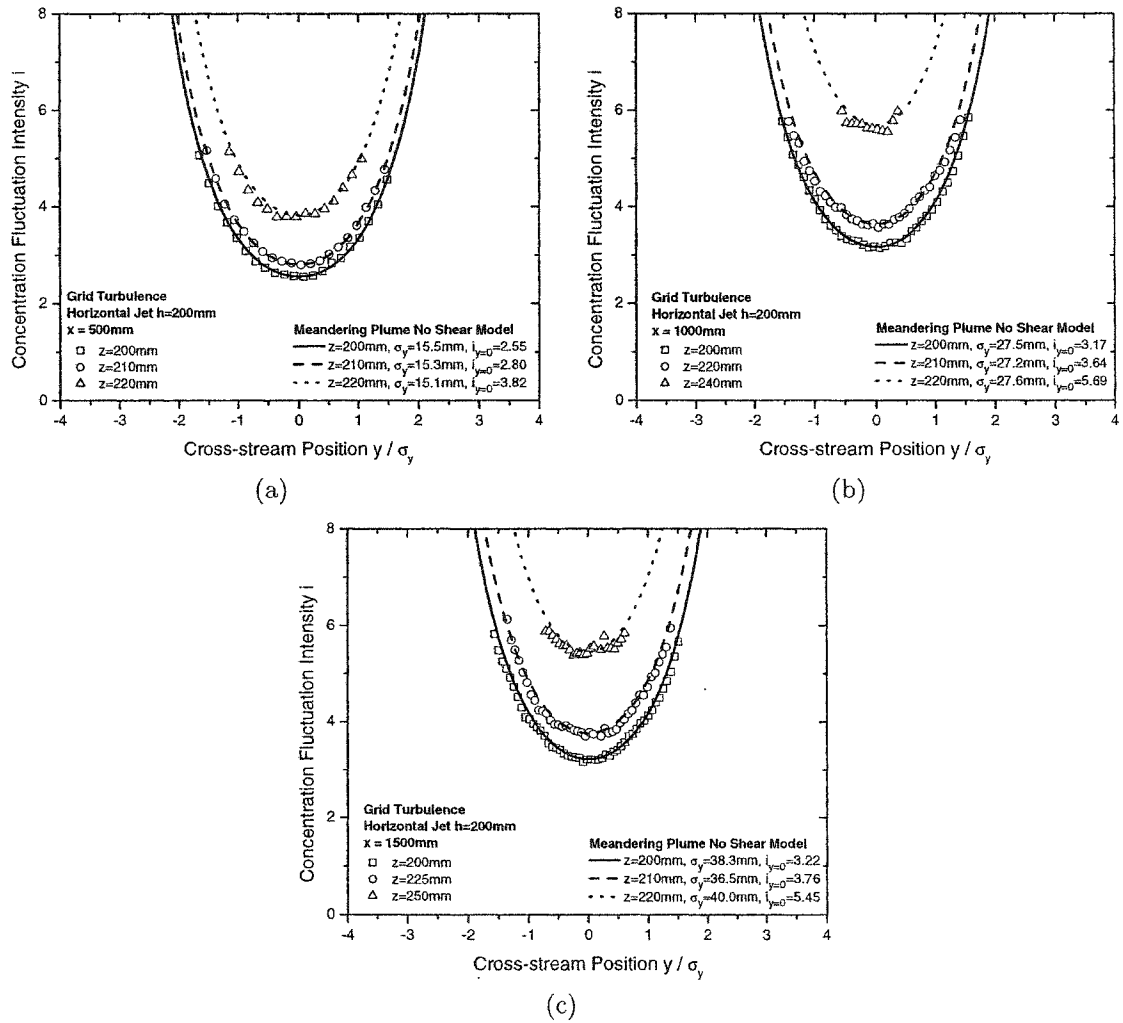 8
6
4
2
0
Concentration Fluctuation Intensity i
Grid Turbulence
Horizontal Jet h=200mm
x = 500mm
z=200mm
z=210mm
z=220mm
Meandering Plume No Shear Model
z=200mm, σy=15.5mm, iy=0=2.55
z=210mm, σy=15.3mm, iy=0=2.80
z=220mm, σy=15.1mm, iy=0=3.82
-4 -3 -2 -1 0 1 2 3 4
Cross-stream Position y / σy
(a)
8
6
4
2
0
Concentration Fluctuation Intensity i
Grid Turbulence
Horizontal Jet h=200mm
x = 1000mm
z=200mm
z=220mm
z=240mm
Meandering Plume No Shear Model
z=200mm, σy=27.5mm, iy=0=3.17
z=210mm, σy=27.2mm, iy=0=3.64
z=220mm, σy=27.6mm, iy=0=5.69
-4 -3 -2 -1 0 1 2 3 4
Cross-stream Position y / σy
(b)
8
6
4
2
0
Concentration Fluctuation Intensity i
Grid Turbulence
Horizontal Jet h=200mm
x = 1500mm
z=200mm
z=225mm
z=250mm
Meandering Plume No Shear Model
z=200mm, σy=38.3mm, iy=0=3.22
z=210mm, σy=36.5mm, iy=0=3.76
z=220mm, σy=40.0mm, iy=0=5.45
-4 -3 -2 -1 0 1 2 3 4
Cross-stream Position y / σy
(c)